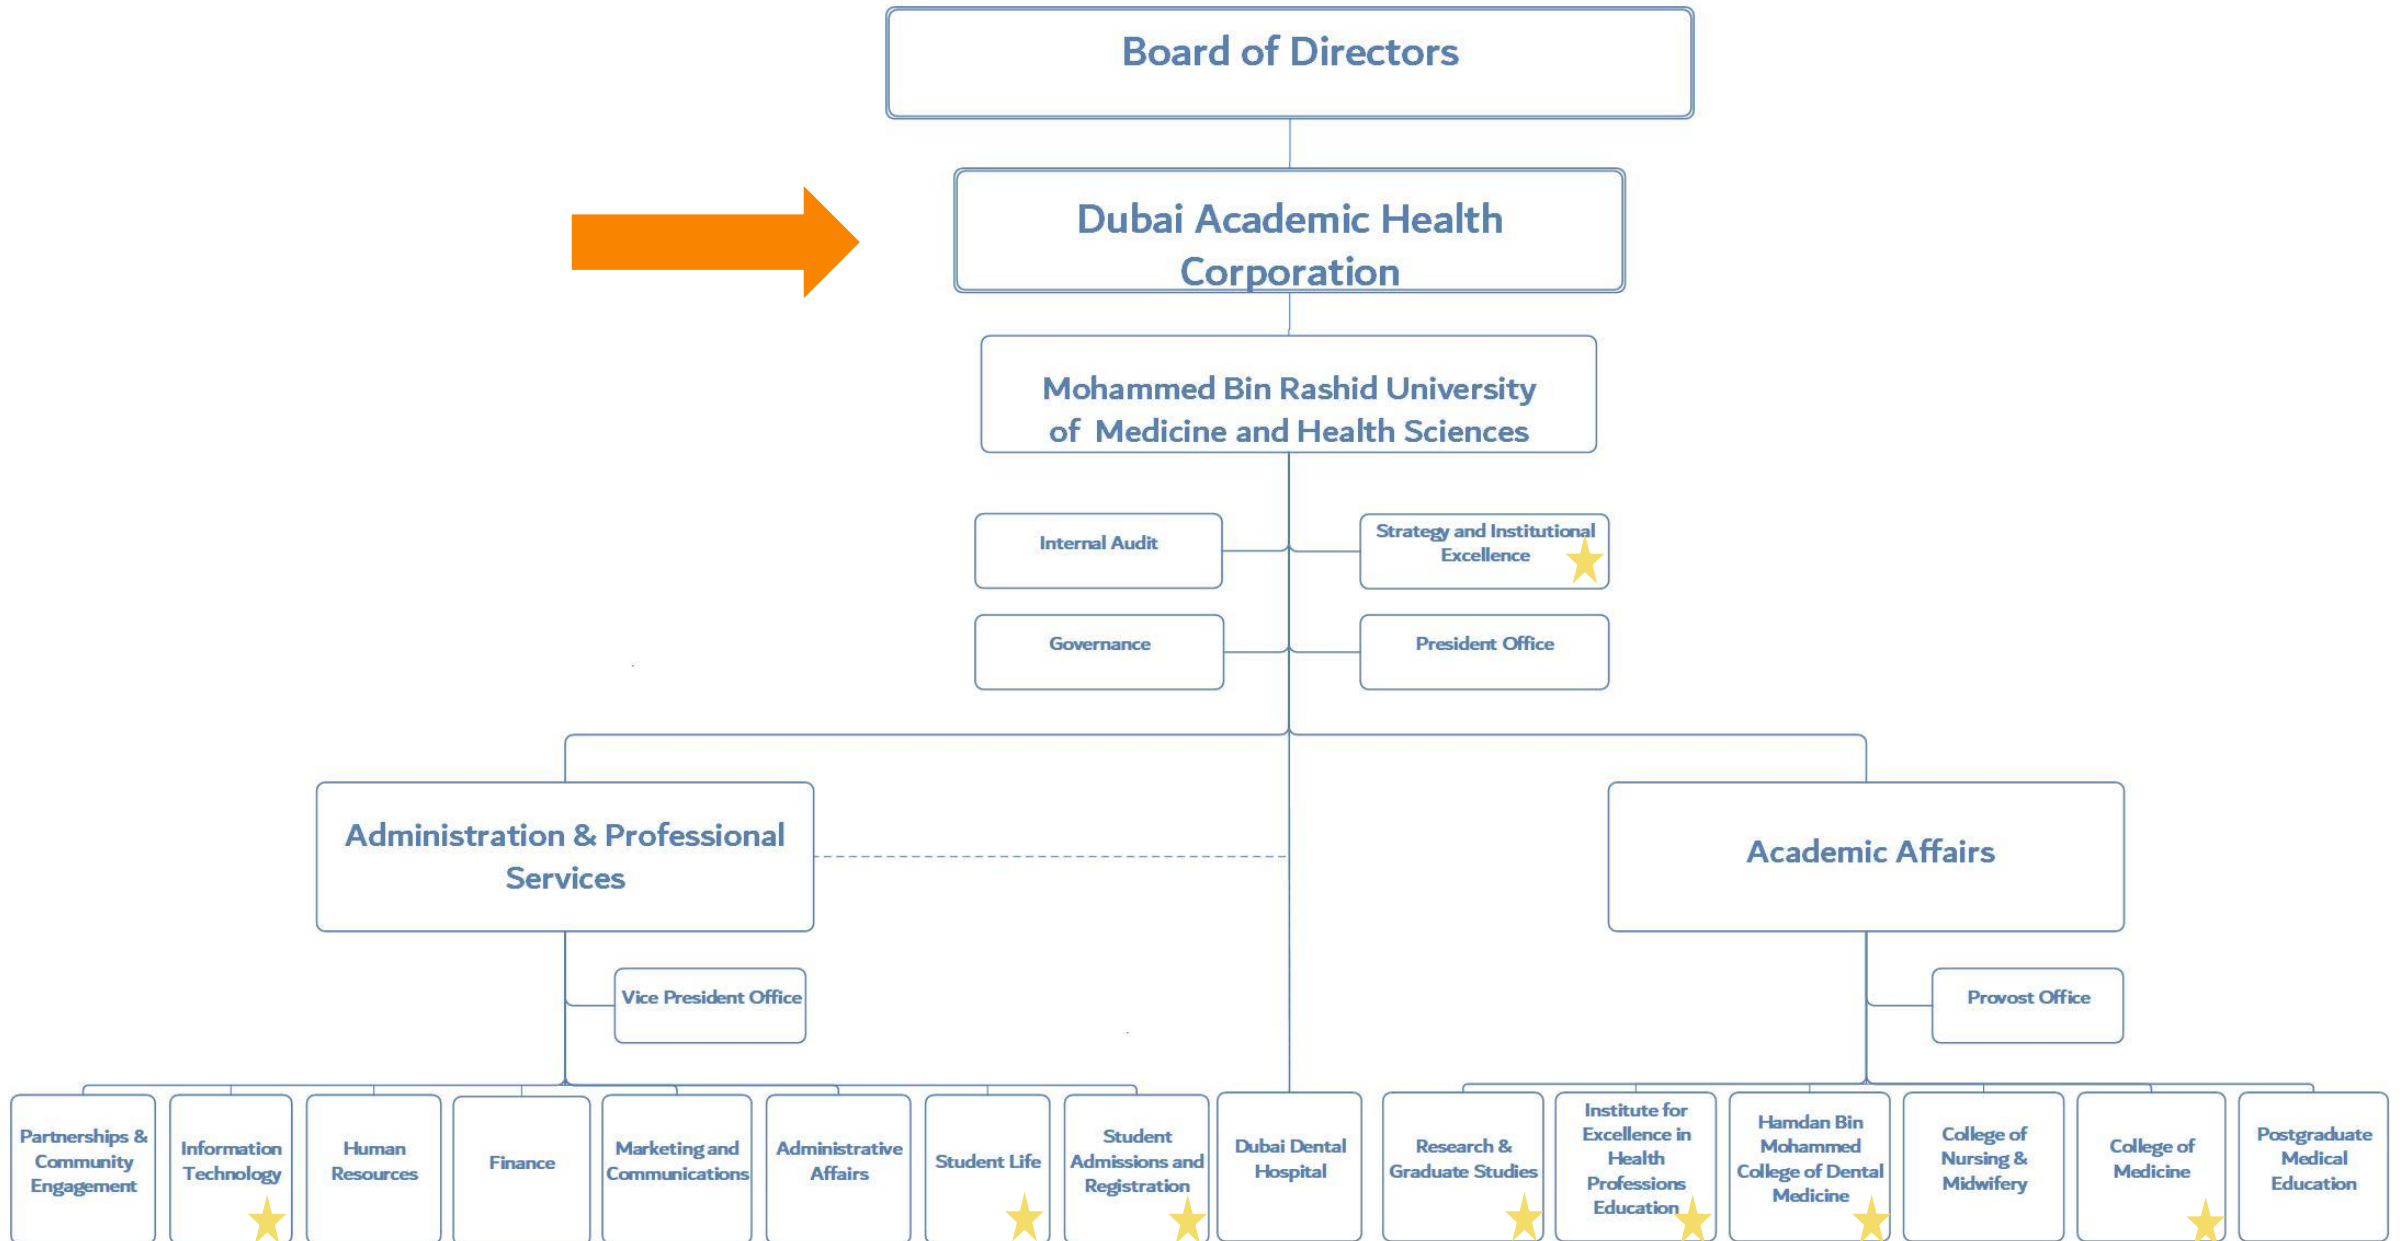 Board of Directors
Dubai Academic Health
Corporation
Mohammed Bin Rashid University
of Medicine and Health Sciences
Internal Audit
Strategy and Institutional
Excellence
Governance
President Office
Administration & Professional
Services
Academic Affairs
Vice President Office
Provost Office
Partnerships &
Community
Engagement
Information
Technology
Human
Resources
Finance
Marketing and
Communications
Administrative
Affairs
Student Life
Student
Admissions and
Registration
Dubai Dental
Hospital
Research &
Graduate Studies
Institute for
Excellence in
Health
Professions
Education
Hamdan Bin
Mohammed
College of Dental
Medicine
College of
Nursing &
Midwifery
College of
Medicine
Postgraduate
Medical
Education